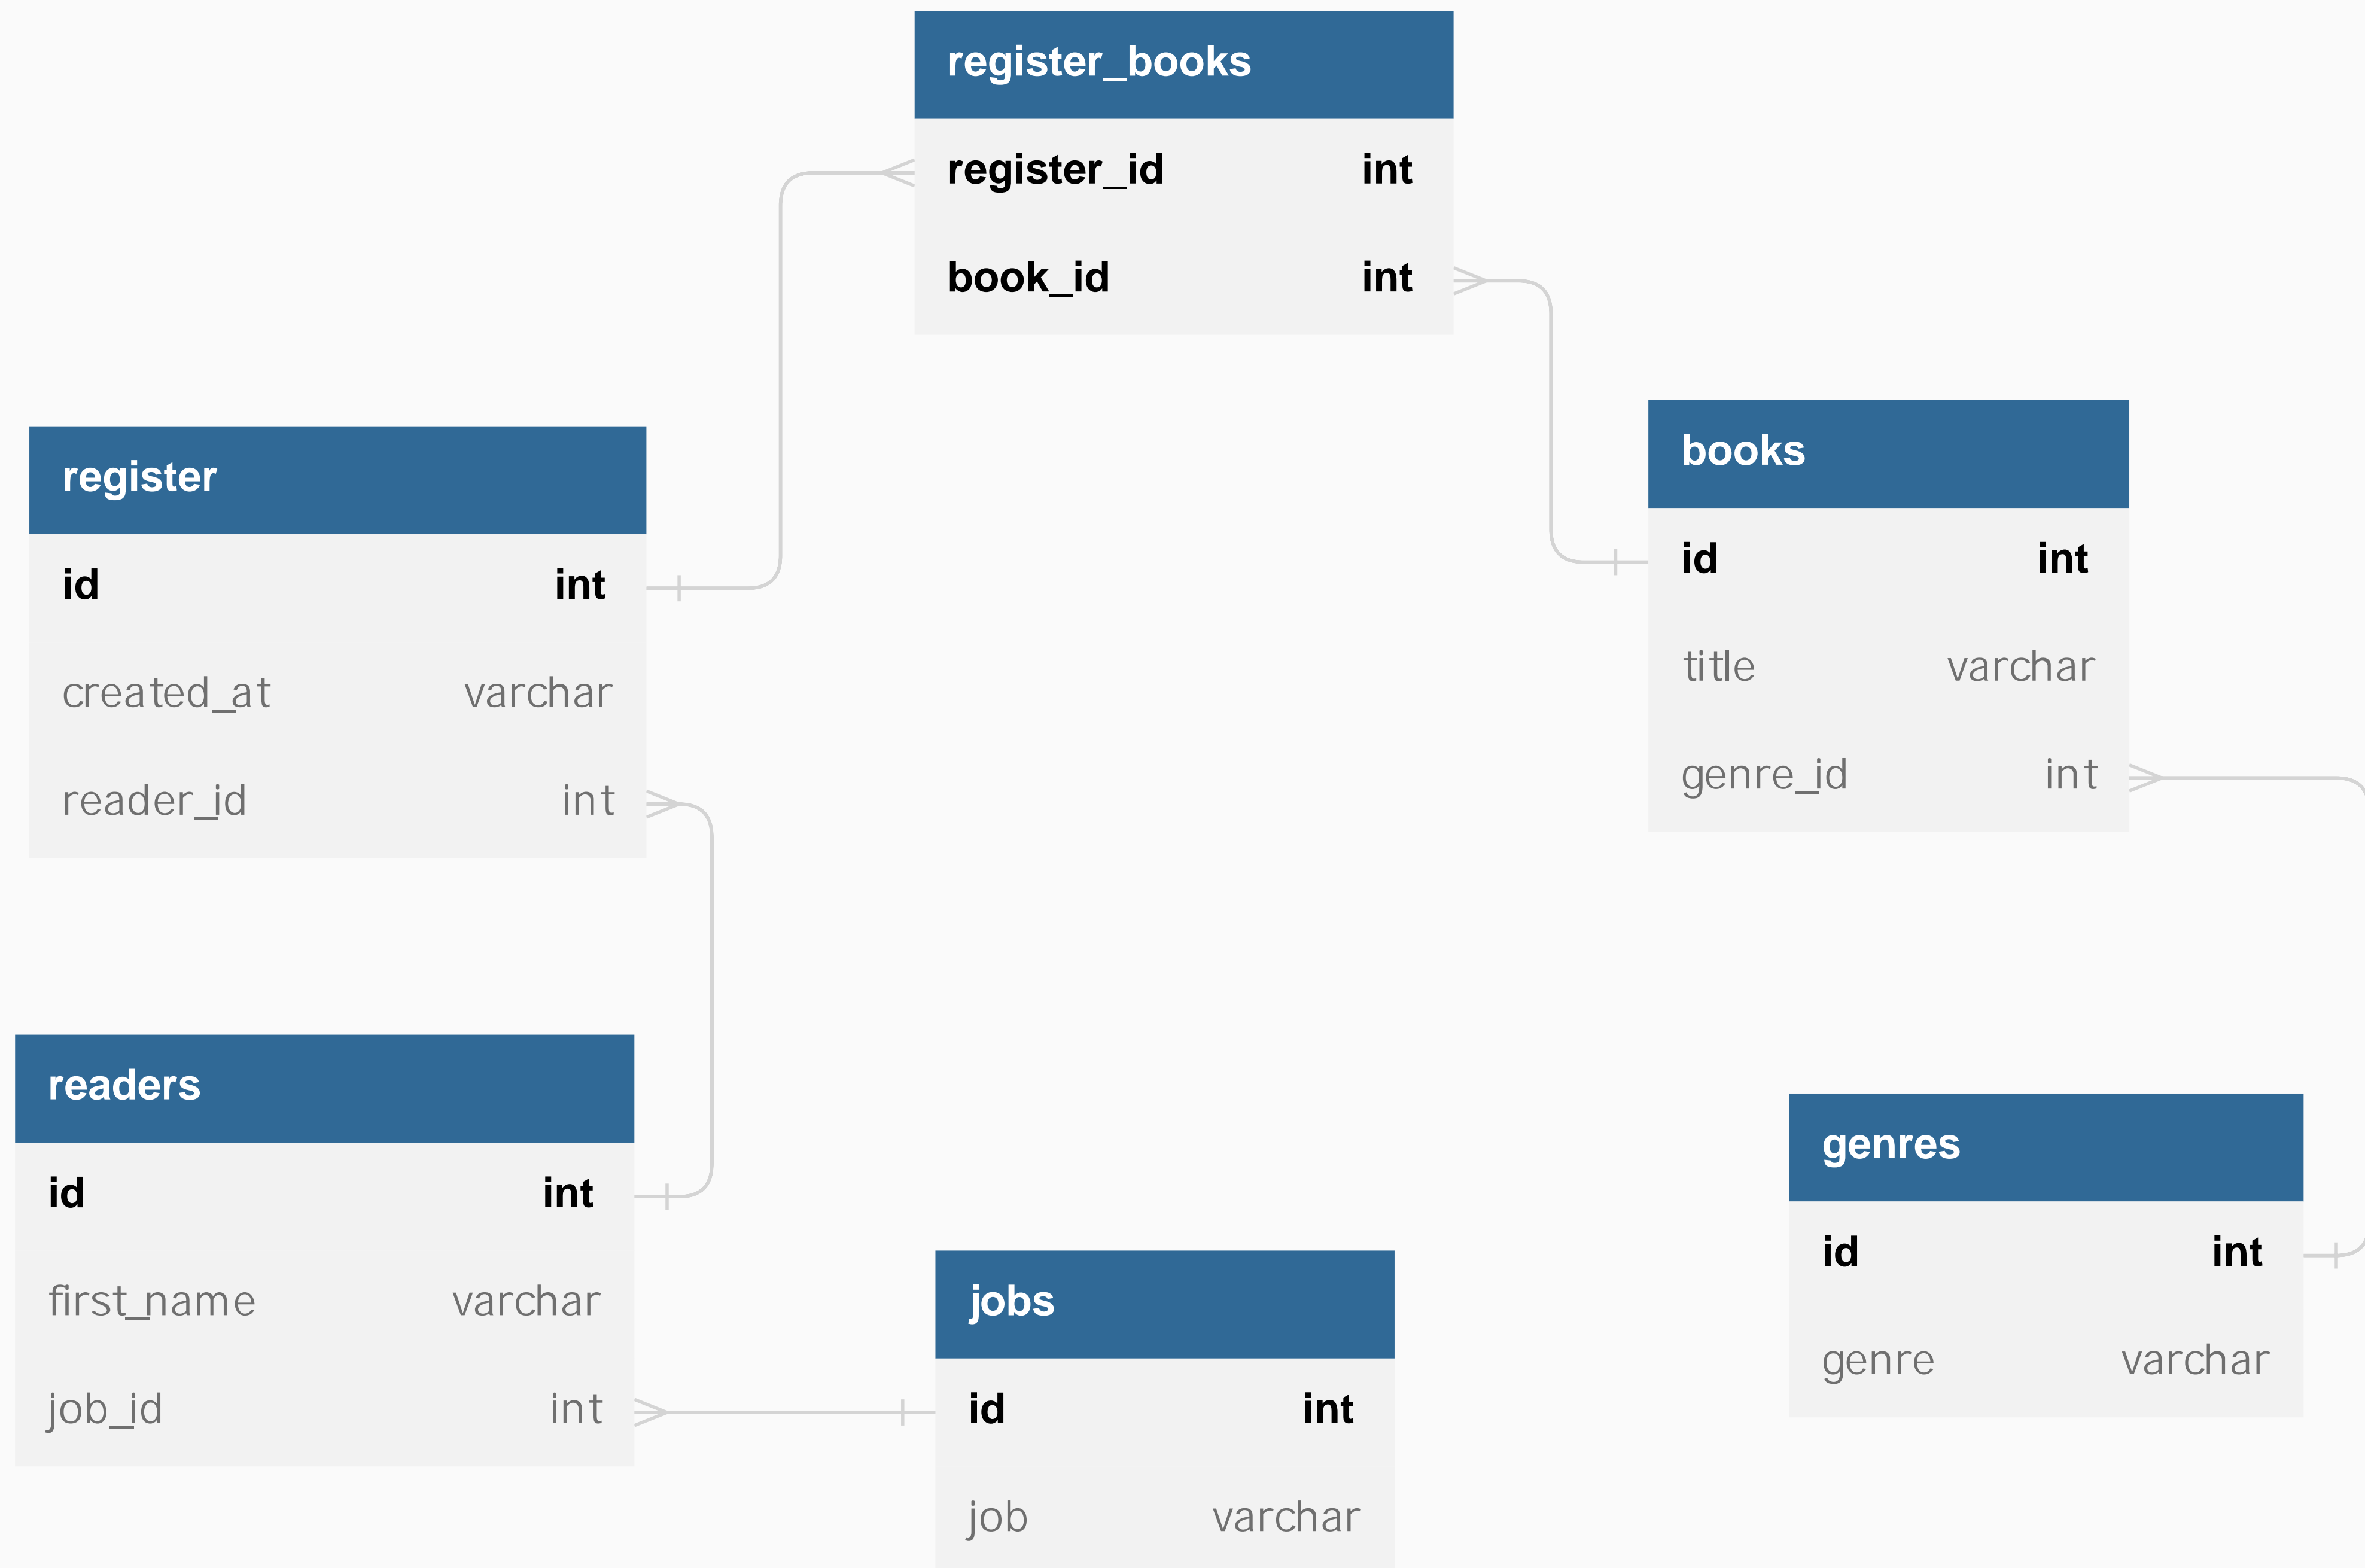 register_books
register_id int
book_id int
register
id int
created_at varchar
reader_id int
books
id int
title varchar
genre_id int
readers
id int
first_name varchar
job_id int
jobs
id int
job varchar
genres
id int
genre varchar